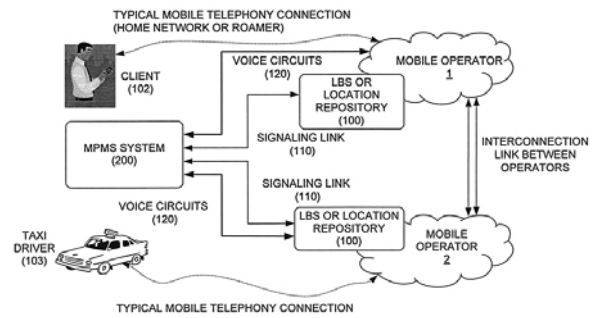 TYPICAL MOBILE TELEPHONY CONNECTION
(HOME NETWORK OR ROAMER)
CLIENT
(102)
VOICE CIRCUITS
(120)
MOBILE OPERATOR
1
LBS OR
LOCATION
REPOSITORY
(100)
SIGNALING LINK
(110)
MPMS SYSTEM
(200)
INTERCONNECTION
LINK BETWEEN
OPERATORS
SIGNALING LINK
(110)
VOICE CIRCUITS
(120)
LBS OR LOCATION
REPOSITORY
(100)
MOBILE
OPERATOR
2
TAXI
DRIVER
(103)
TYPICAL MOBILE TELEPHONY CONNECTION